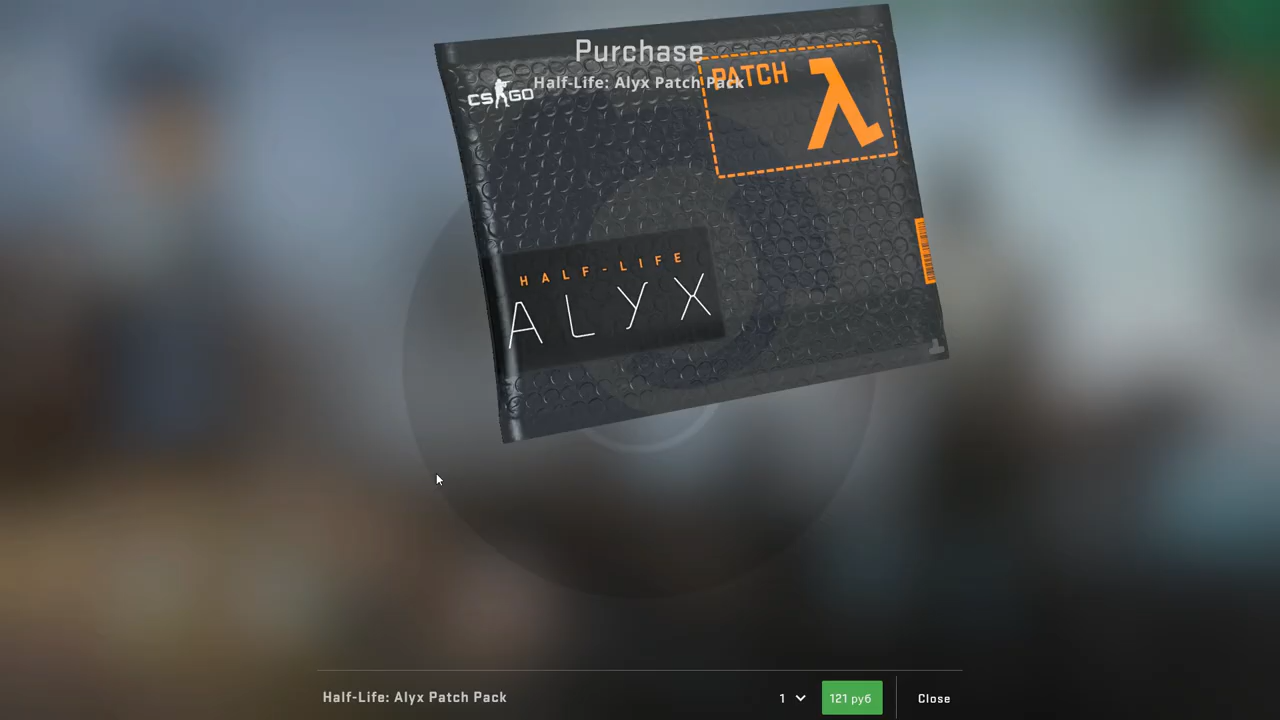 Purchase
Half-Life: Alyx Patch Pack
CS GO
PATCH
HALF-LIFE
ALYX
Half-Life: Alyx Patch Pack
1
121 руб
Close